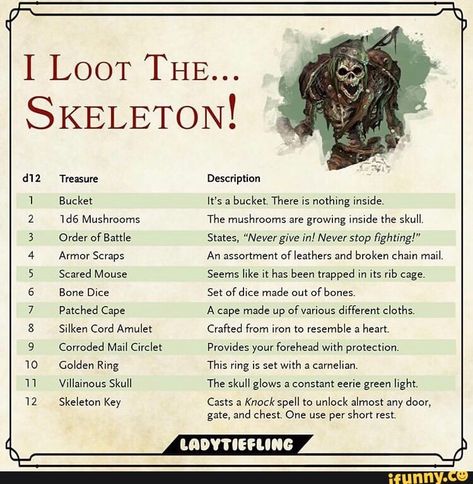 I Loot The...
Skeleton!
d12 Treasure Description
1 Bucket It's a bucket. There is nothing inside.
2 1d6 Mushrooms The mushrooms are growing inside the skull.
3 Order of Battle States, "Never give in! Never stop fighting!"
4 Armor Scraps An assortment of leathers and broken chain mail.
5 Scared Mouse Seems like it has been trapped in its rib cage.
6 Bone Dice Set of dice made out of bones.
7 Patched Cape A cape made up of various different cloths.
8 Silken Cord Amulet Crafted from iron to resemble a heart.
9 Corroded Mail Circlet Provides your forehead with protection.
10 Golden Ring This ring is set with a carnelian.
11 Villainous Skull The skull glows a constant eerie green light.
12 Skeleton Key Casts a Knock spell to unlock almost any door,
gate, and chest. One use per short rest.
LADYTIEFLING
ifunny.co